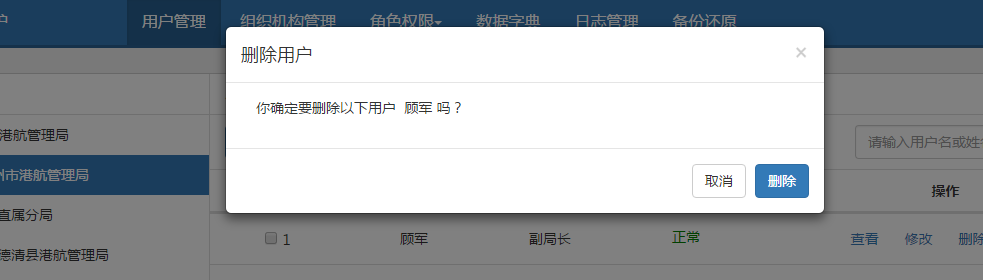 户 用户管理 组织机构管理 角色权限 数据字典 日志管理 备份还原
删除用户 ×
你确定要删除以下用户 顾军 吗？
港航管理局
请输入用户名或姓
州市港航管理局
取消 删除
操作
直属分局
1 顾军 副局长 正常 查看 修改 删除
德清县港航管理局